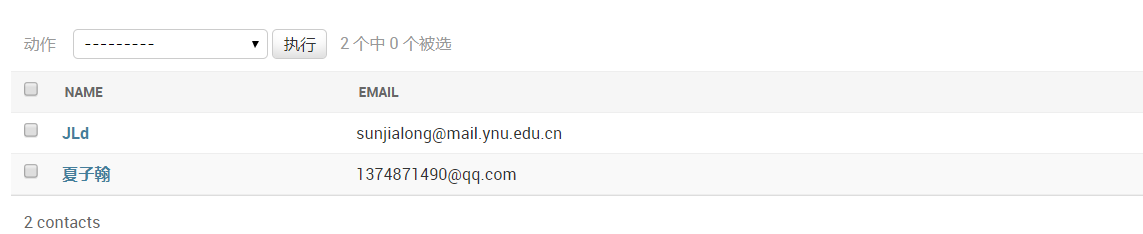 动作 --------- 执行 2 个中 0 个被选
NAME EMAIL
JLd sunjialong@mail.ynu.edu.cn
夏子翰 1374871490@qq.com
2 contacts